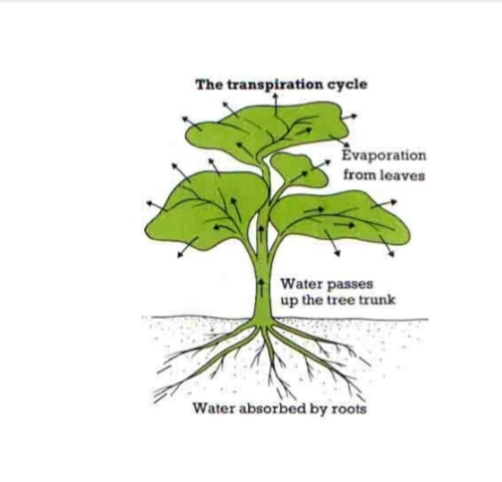 The transpiration cycle
Evaporation
from leaves
Water passes
up the tree trunk
Water absorbed by roots